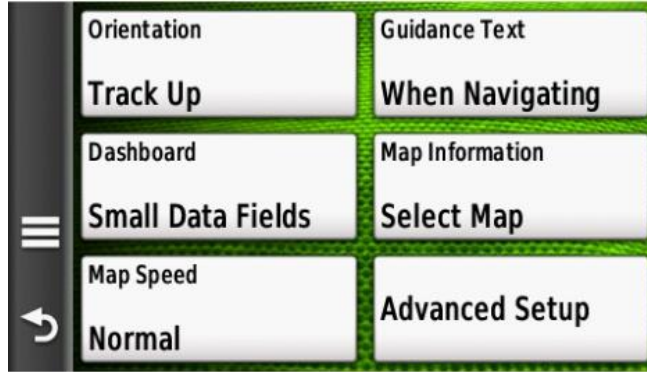 Orientation
Track Up
Guidance Text
When Navigating
Dashboard
Small Data Fields
Map Information
Select Map
Map Speed
Normal
Advanced Setup